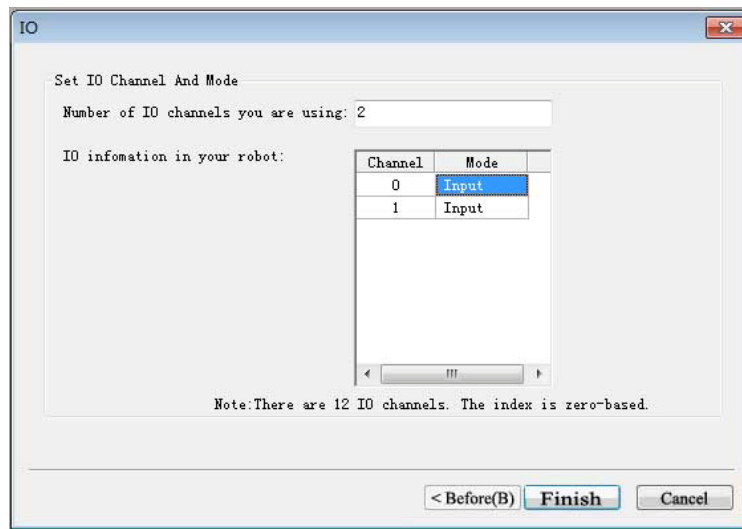 IO
Set IO Channel And Mode
Number of IO channels you are using: 2
IO infomation in your robot:
Channel Mode
0 Input
1 Input
Note:There are 12 IO channels. The index is zero-based.
< Before(B) Finish Cancel